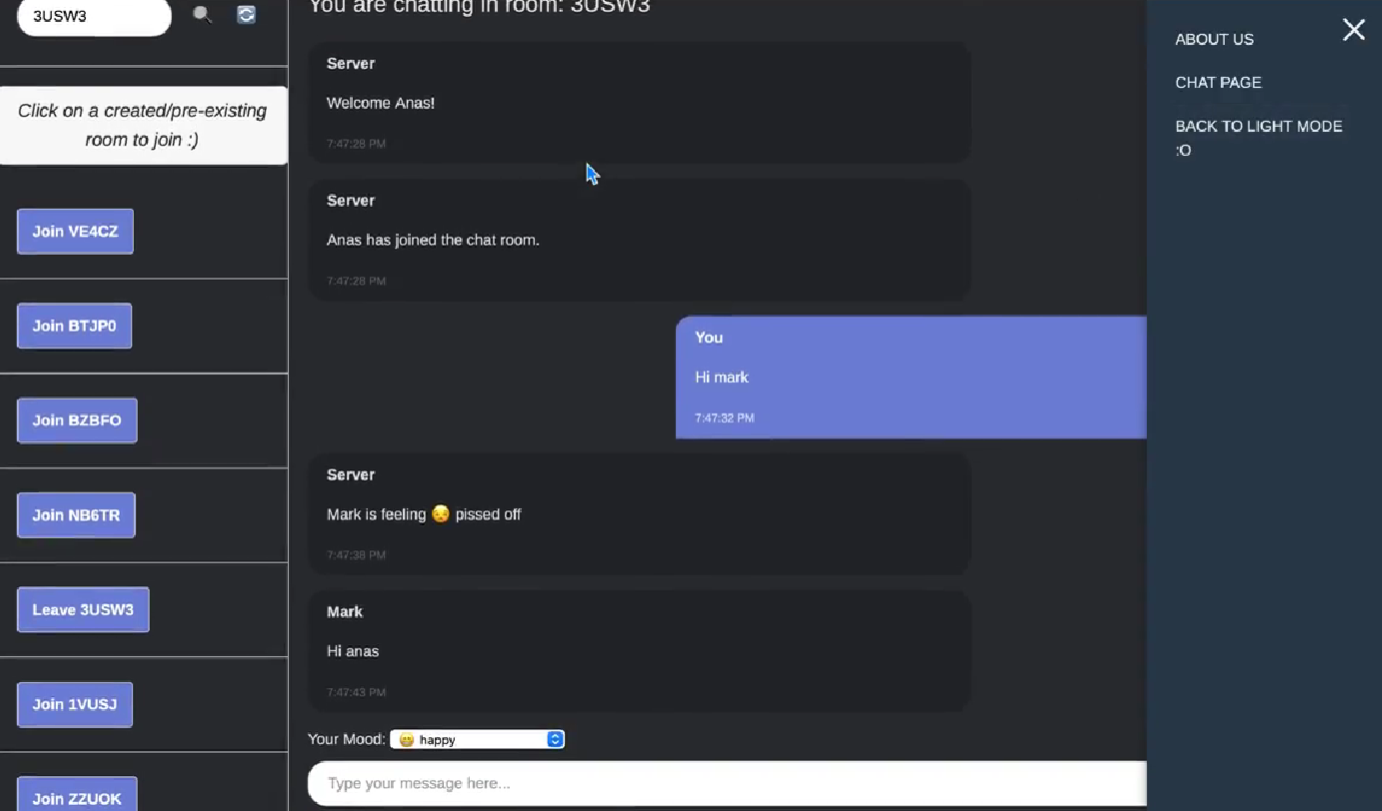 3USW3
Click on a created/pre-existing
room to join :)
Join VE4CZ
Join BTJP0
Join BZBFO
Join NB6TR
Leave 3USW3
Join 1VUSJ
Join ZZUOK
You are chatting in room: 3USW3
Server
Welcome Anas!
7:47:28 PM
Server
Anas has joined the chat room.
7:47:28 PM
You
Hi mark
7:47:32 PM
Server
Mark is feeling 😒 pissed off
7:47:38 PM
Mark
Hi anas
7:47:43 PM
Your Mood: 😁 happy
Type your message here...
ABOUT US
CHAT PAGE
BACK TO LIGHT MODE
:O